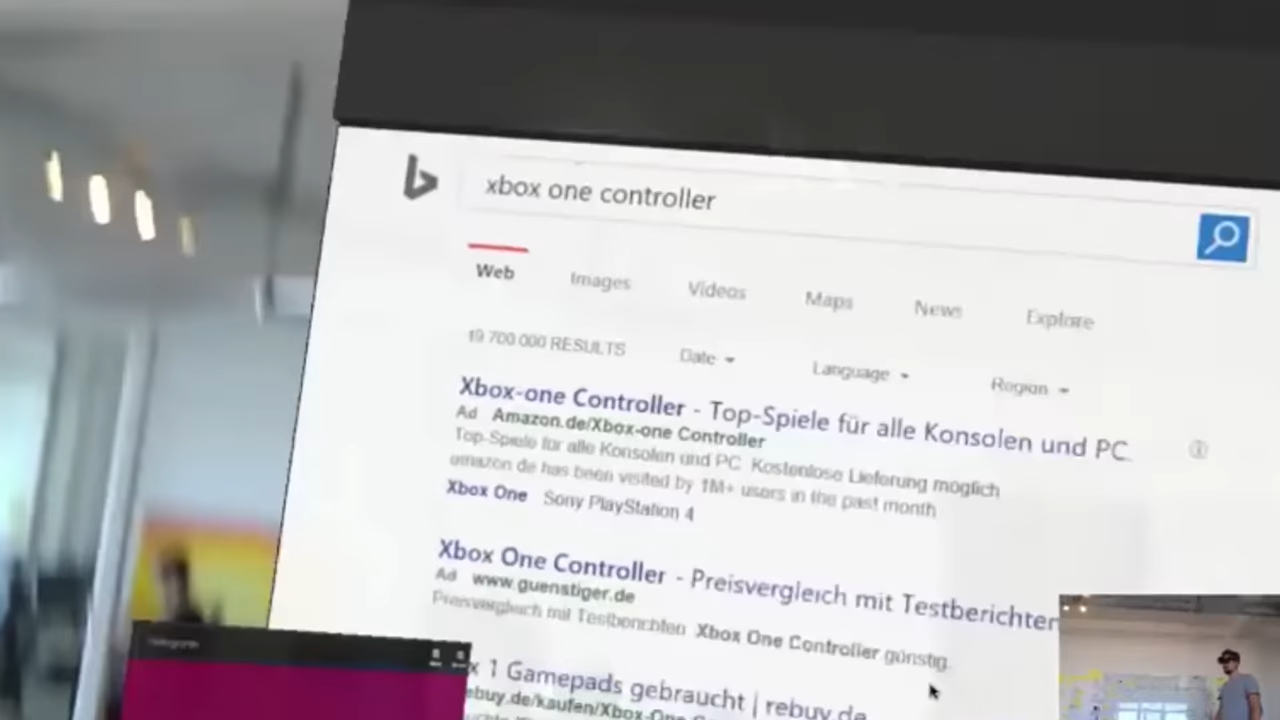 xbox one controller
Web Images Videos Maps News Explore
19 700 000 RESULTS Date Language Region
Xbox-one Controller - Top-Spiele für alle Konsolen und PC.
Ad Amazon.de/Xbox-one Controller
Top-Spiele für alle Konsolen und PC. Kostenlose Lieferung möglich
amazon.de has been visited by 1M+ users in the past month
Xbox One Sony PlayStation 4
Xbox One Controller - Preisvergleich mit Testberichten
Ad www.guenstiger.de
Preisvergleich mit Testberichten Xbox One Controller günstig.
x 1 Gamepads gebraucht | rebuy.de
ebuy.de/kaufen/Xbox-One